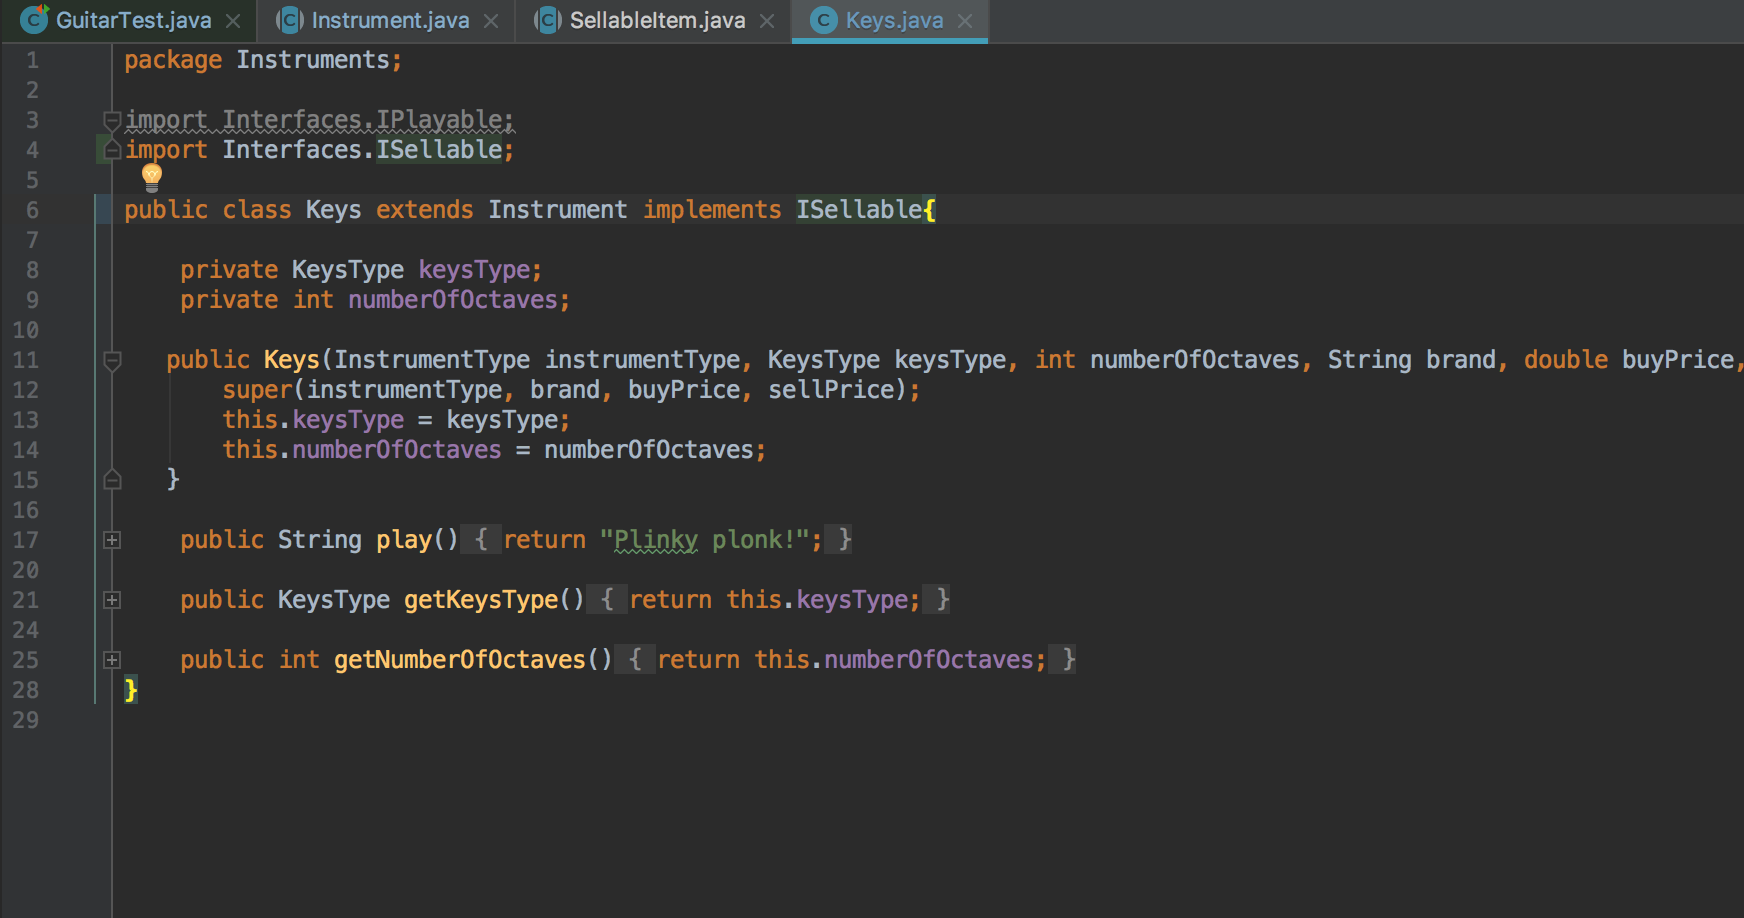 GuitarTest.java Instrument.java SellableItem.java Keys.java
1 package Instruments;
2
3 import Interfaces.IPlayable;
4 import Interfaces.ISellable;
5
6 public class Keys extends Instrument implements ISellable{
7
8 private KeysType keysType;
9 private int numberOfOctaves;
10
11 public Keys(InstrumentType instrumentType, KeysType keysType, int numberOfOctaves, String brand, double buyPrice,
12 super(instrumentType, brand, buyPrice, sellPrice);
13 this.keysType = keysType;
14 this.numberOfOctaves = numberOfOctaves;
15 }
16
17 public String play() { return "Plinky plonk!"; }
20
21 public KeysType getKeysType() { return this.keysType; }
24
25 public int getNumberOfOctaves() { return this.numberOfOctaves; }
28 }
29